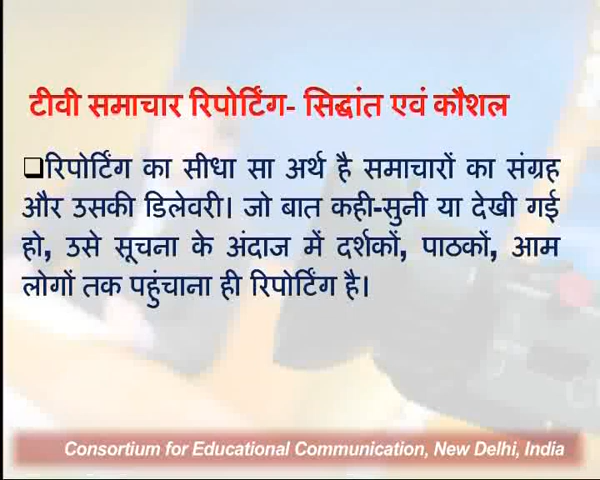 टीवी समाचार रिपोर्टिंग- सिद्धांत एवं कौशल
❑रिपोर्टिंग का सीधा सा अर्थ है समाचारों का संग्रह
और उसकी डिलेवरी। जो बात कही-सुनी या देखी गई
हो, उसे सूचना के अंदाज में दर्शकों, पाठकों, आम
लोगों तक पहुंचाना ही रिपोर्टिंग है।
Consortium for Educational Communication, New Delhi, India